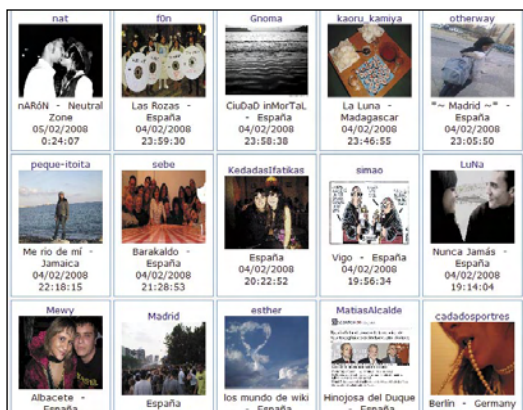 nat
nARóN - Neutral
Zone
05/02/2008
0:24:07
f0n
Las Rozas -
España
04/02/2008
23:59:30
Gnoma
CiuDaD inMorTaL
- España
04/02/2008
23:58:38
kaoru_kamiya
La Luna -
Madagascar
04/02/2008
23:46:55
otherway
"~ Madrid ~" -
España
04/02/2008
23:05:50
peque-itoita
Me rio de mí -
Jamaica
04/02/2008
22:18:15
sebe
Barakaldo -
España
04/02/2008
21:28:53
KedadasIfatikas
España
04/02/2008
20:22:52
simao
Vigo - España
04/02/2008
19:56:34
LuNa
Nunca Jamás -
España
04/02/2008
19:14:04
Mewy
Albacete -
España
Madrid
España
esther
los mundo de wiki
- España
MatiasAlcalde
Hinojosa del Duque
- España
cadadosportres
Berlín - Germany